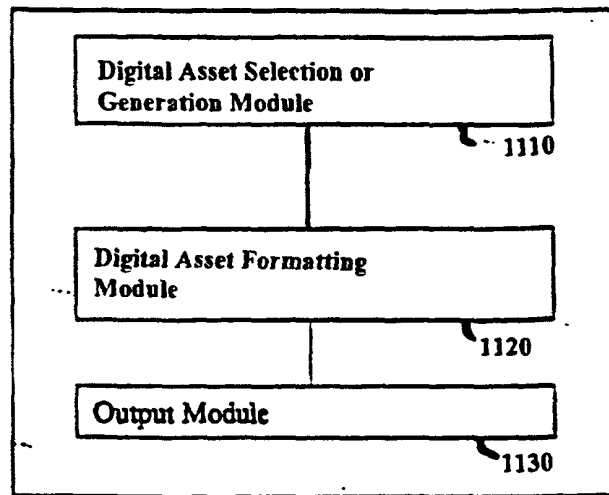 Digital Asset Selection or
Generation Module
1110
Digital Asset Formatting
Module
1120
Output Module
1130